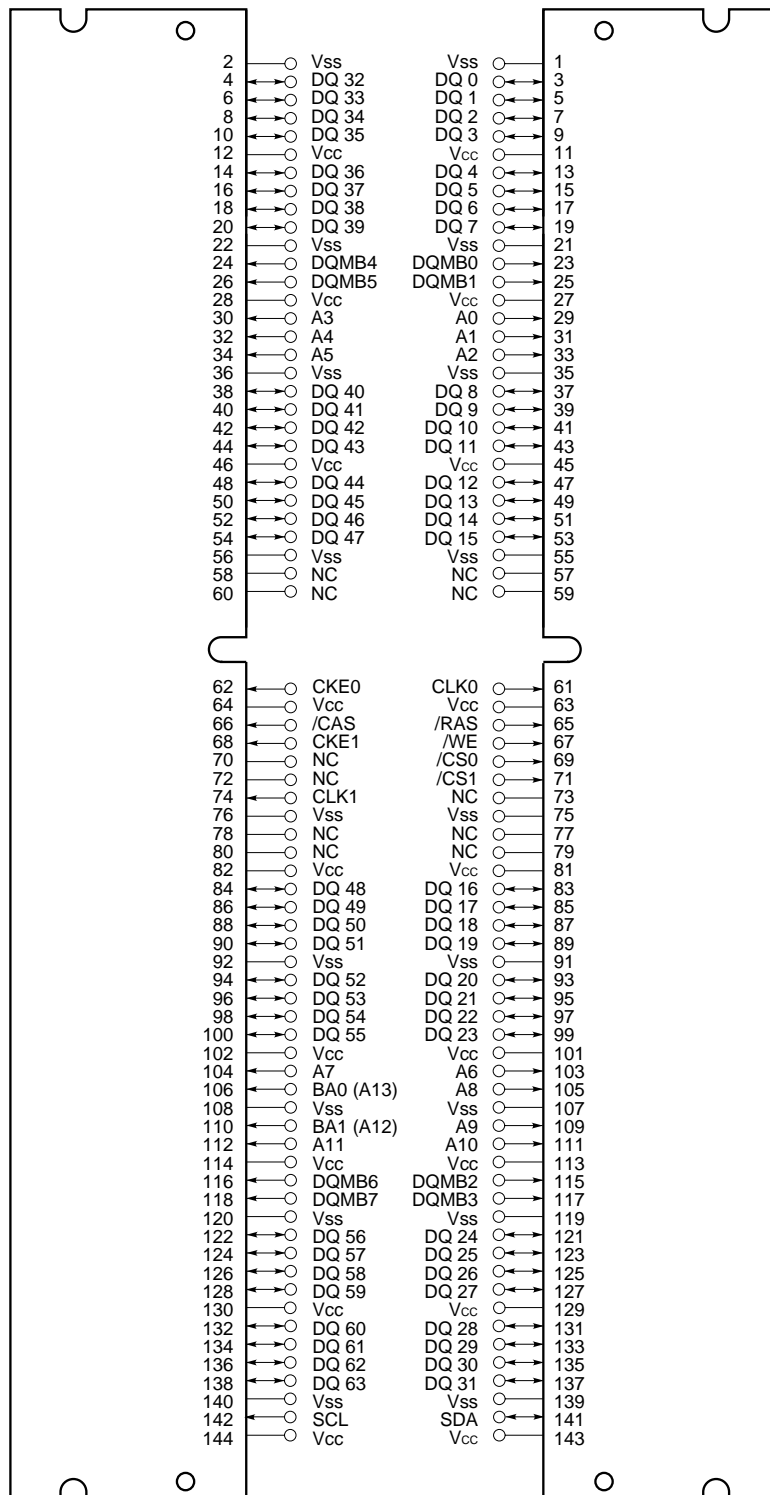 2 Vss Vss 1
4 DQ 32 DQ 0 3
6 DQ 33 DQ 1 5
8 DQ 34 DQ 2 7
10 DQ 35 DQ 3 9
12 Vcc Vcc 11
14 DQ 36 DQ 4 13
16 DQ 37 DQ 5 15
18 DQ 38 DQ 6 17
20 DQ 39 DQ 7 19
22 Vss Vss 21
24 DQMB4 DQMB0 23
26 DQMB5 DQMB1 25
28 Vcc Vcc 27
30 A3 A0 29
32 A4 A1 31
34 A5 A2 33
36 Vss Vss 35
38 DQ 40 DQ 8 37
40 DQ 41 DQ 9 39
42 DQ 42 DQ 10 41
44 DQ 43 DQ 11 43
46 Vcc Vcc 45
48 DQ 44 DQ 12 47
50 DQ 45 DQ 13 49
52 DQ 46 DQ 14 51
54 DQ 47 DQ 15 53
56 Vss Vss 55
58 NC NC 57
60 NC NC 59
62 CKE0 CLK0 61
64 Vcc Vcc 63
66 /CAS /RAS 65
68 CKE1 /WE 67
70 NC /CS0 69
72 NC /CS1 71
74 CLK1 NC 73
76 Vss Vss 75
78 NC NC 77
80 NC NC 79
82 Vcc Vcc 81
84 DQ 48 DQ 16 83
86 DQ 49 DQ 17 85
88 DQ 50 DQ 18 87
90 DQ 51 DQ 19 89
92 Vss Vss 91
94 DQ 52 DQ 20 93
96 DQ 53 DQ 21 95
98 DQ 54 DQ 22 97
100 DQ 55 DQ 23 99
102 Vcc Vcc 101
104 A7 A6 103
106 BA0 (A13) A8 105
108 Vss Vss 107
110 BA1 (A12) A9 109
112 A11 A10 111
114 Vcc Vcc 113
116 DQMB6 DQMB2 115
118 DQMB7 DQMB3 117
120 Vss Vss 119
122 DQ 56 DQ 24 121
124 DQ 57 DQ 25 123
126 DQ 58 DQ 26 125
128 DQ 59 DQ 27 127
130 Vcc Vcc 129
132 DQ 60 DQ 28 131
134 DQ 61 DQ 29 133
136 DQ 62 DQ 30 135
138 DQ 63 DQ 31 137
140 Vss Vss 139
142 SCL SDA 141
144 Vcc Vcc 143